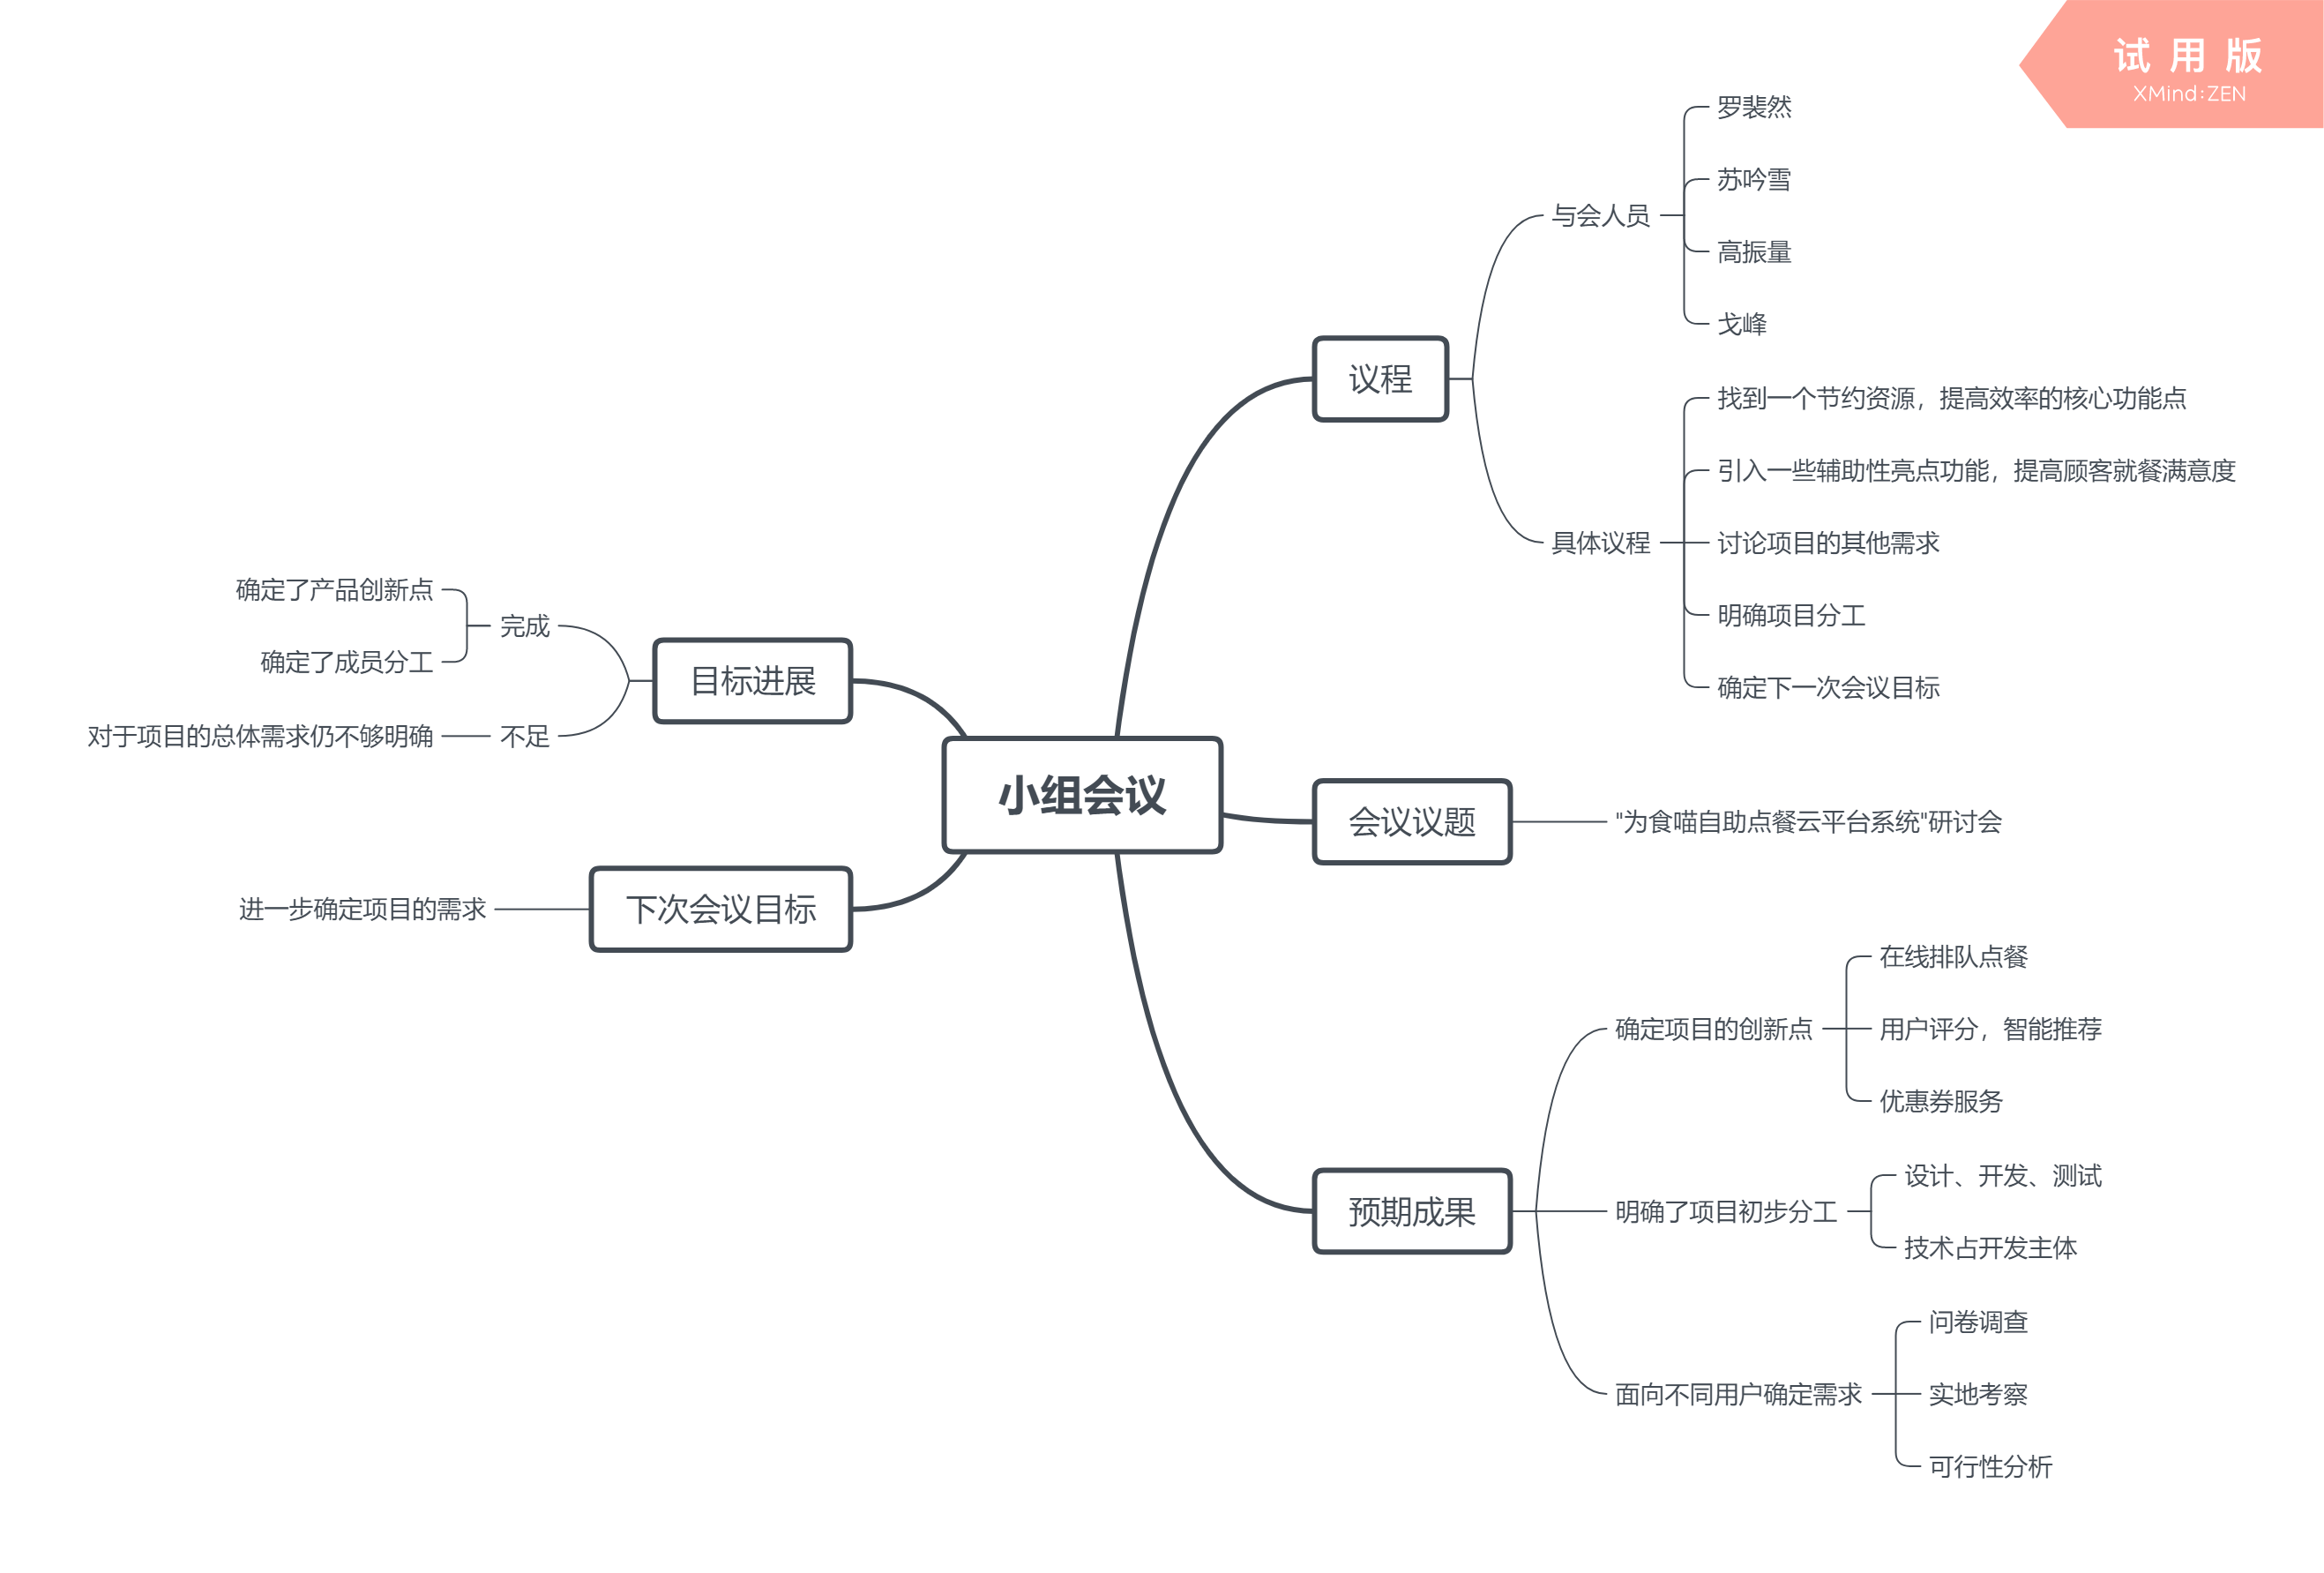 试 用 版
XMind:ZEN
小组会议
议程
与会人员
罗裴然
苏吟雪
高振量
戈峰
具体议程
找到一个节约资源，提高效率的核心功能点
引入一些辅助性亮点功能，提高顾客就餐满意度
讨论项目的其他需求
明确项目分工
确定下一次会议目标
会议议题
"为食喵自助点餐云平台系统"研讨会
预期成果
确定项目的创新点
在线排队点餐
用户评分，智能推荐
优惠券服务
明确了项目初步分工
设计、开发、测试
技术占开发主体
面向不同用户确定需求
问卷调查
实地考察
可行性分析
目标进展
完成
确定了产品创新点
确定了成员分工
不足
对于项目的总体需求仍不够明确
下次会议目标
进一步确定项目的需求